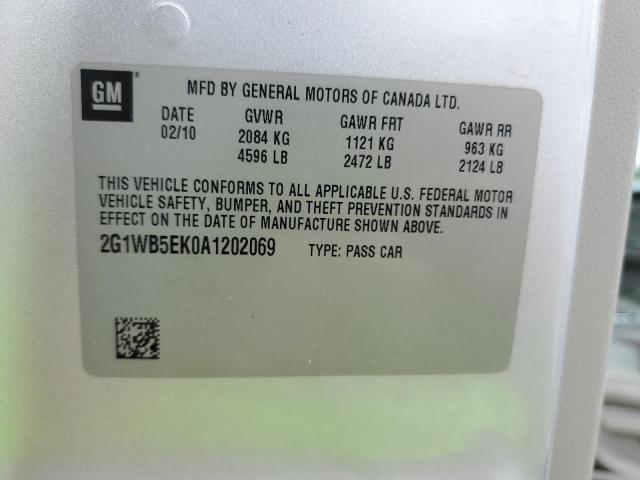 GM ®
MFD BY GENERAL MOTORS OF CANADA LTD.
DATE GVWR GAWR FRT GAWR RR
02/10 2084 KG 1121 KG 963 KG
4596 LB 2472 LB 2124 LB
THIS VEHICLE CONFORMS TO ALL APPLICABLE U.S. FEDERAL MOTOR
VEHICLE SAFETY, BUMPER, AND THEFT PREVENTION STANDARDS IN
EFFECT ON THE DATE OF MANUFACTURE SHOWN ABOVE.
2G1WB5EK0A1202069 TYPE: PASS CAR